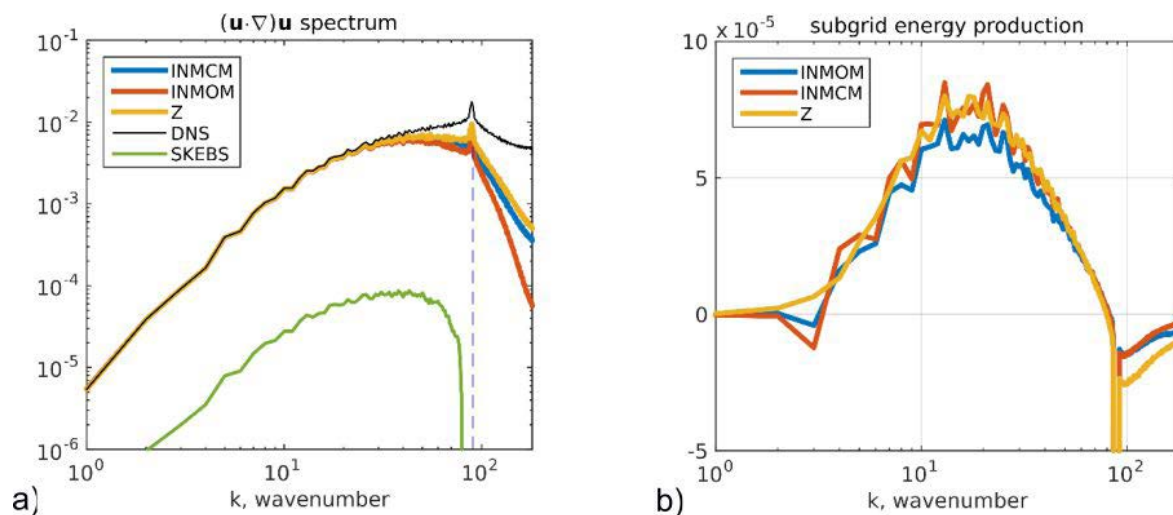 (u·∇)u spectrum
10^-1
10^-2
10^-3
10^-4
10^-5
10^-6
INMCM
INMOM
Z
DNS
SKEBS
10^0 10^1 10^2
k, wavenumber
a)
subgrid energy production
10 × 10^-5
5
0
-5
INMOM
INMCM
Z
10^0 10^1 10^2
k, wavenumber
b)